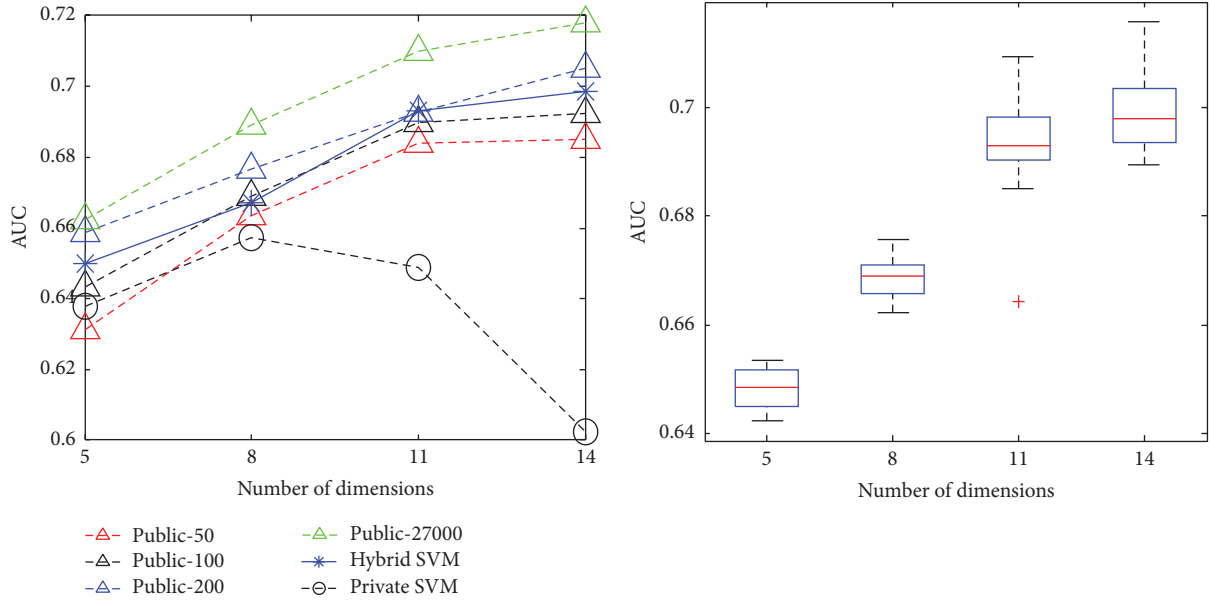 0.72
0.7
0.68
0.66
0.64
0.62
0.6
AUC
5 8 11 14
Number of dimensions
Public-50
Public-100
Public-200
Public-27000
Hybrid SVM
Private SVM
0.7
0.68
0.66
0.64
AUC
5 8 11 14
Number of dimensions